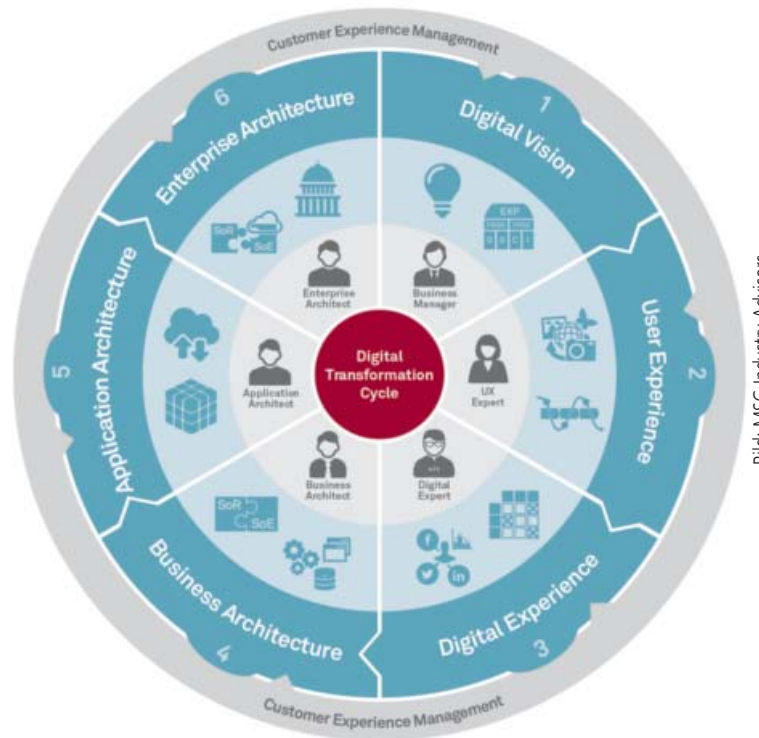 Customer Experience Management
1
Digital Vision
2
User Experience
3
Digital Experience
4
Business Architecture
5
Application Architecture
6
Enterprise Architecture
EXP
SoR
SoE
Enterprise
Architect
Business
Manager
Application
Architect
Digital
Transformation
Cycle
UX
Expert
Business
Architect
Digital
Expert
SoR
SoE
Customer Experience Management
Bild: MSG Industry Advisors